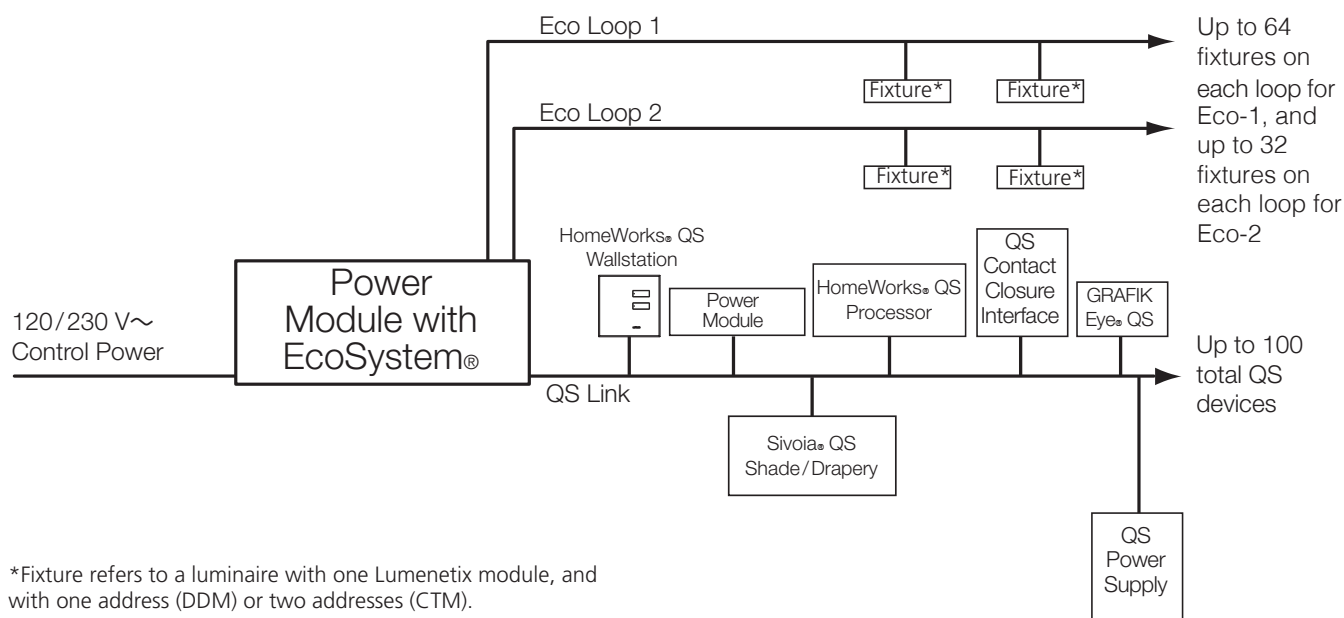 Eco Loop 1
Fixture*
Fixture*
Eco Loop 2
Fixture*
Fixture*
Up to 64
fixtures on
each loop for
Eco-1, and
up to 32
fixtures on
each loop for
Eco-2
120/230 V~
Control Power
Power
Module with
EcoSystem®
QS Link
HomeWorks® QS
Wallstation
Power
Module
HomeWorks® QS
Processor
QS
Contact
Closure
Interface
GRAFIK
Eye® QS
Up to 100
total QS
devices
Sivoia® QS
Shade/Drapery
QS
Power
Supply
*Fixture refers to a luminaire with one Lumenetix module, and
with one address (DDM) or two addresses (CTM).